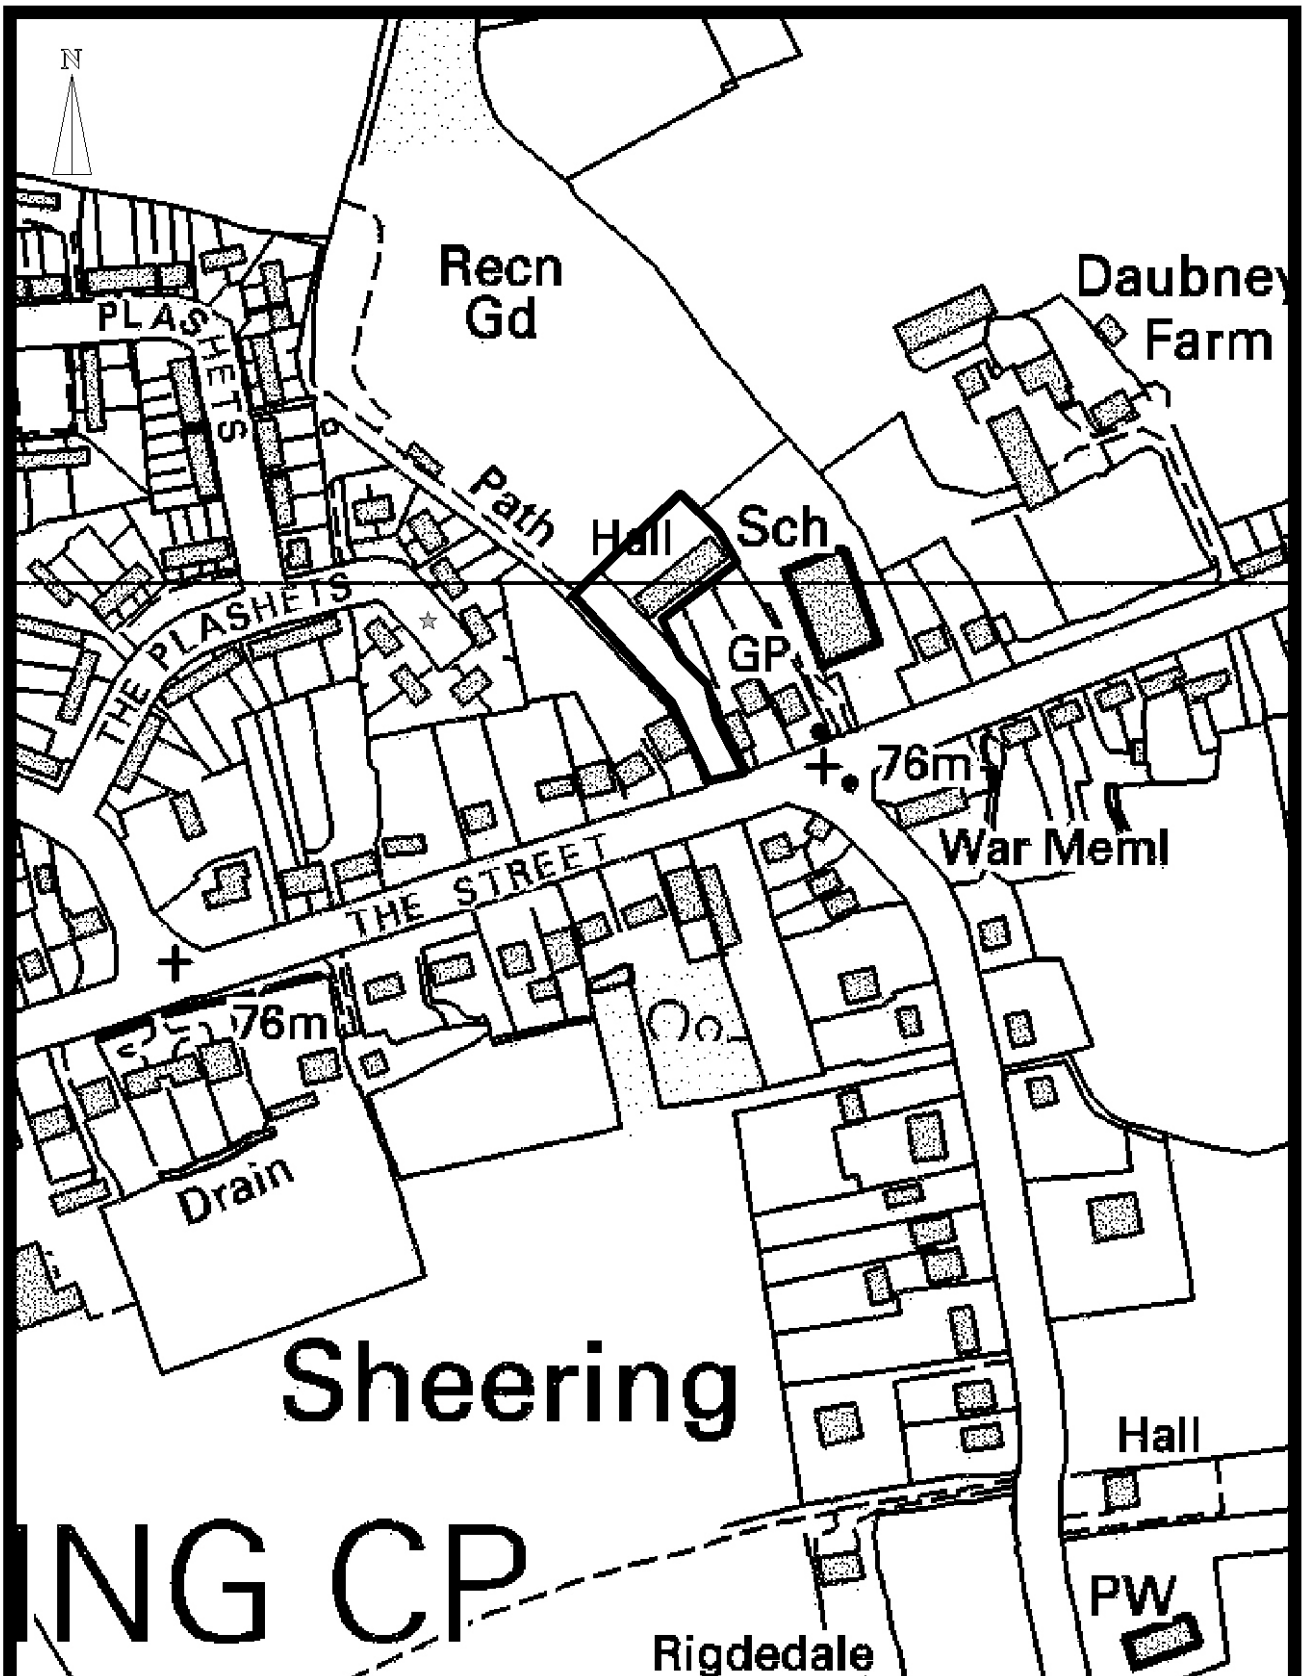 N
Recn
Gd
Daubney
Farm
PLASHETS
Path
Hall
Sch
THE PLASHETS
GP
76m
War Meml
THE STREET
76m
Drain
Sheering
Hall
ING CP
PW
Rigdedale